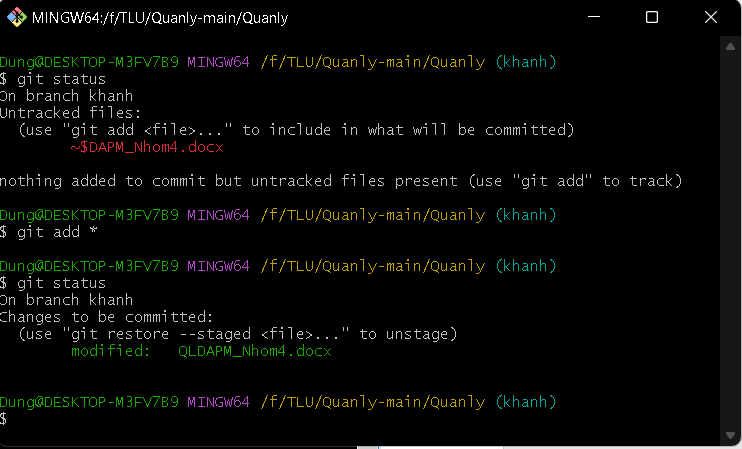 MINGW64:/f/TLU/Quanly-main/Quanly
Dung@DESKTOP-M3FV7B9 MINGW64 /f/TLU/Quanly-main/Quanly (khanh)
$ git status
On branch khanh
Untracked files:
  (use "git add <file>..." to include in what will be committed)
        ~$DAPM_Nhom4.docx

nothing added to commit but untracked files present (use "git add" to track)

Dung@DESKTOP-M3FV7B9 MINGW64 /f/TLU/Quanly-main/Quanly (khanh)
$ git add *

Dung@DESKTOP-M3FV7B9 MINGW64 /f/TLU/Quanly-main/Quanly (khanh)
$ git status
On branch khanh
Changes to be committed:
  (use "git restore --staged <file>..." to unstage)
        modified:   QLDAPM_Nhom4.docx

Dung@DESKTOP-M3FV7B9 MINGW64 /f/TLU/Quanly-main/Quanly (khanh)
$